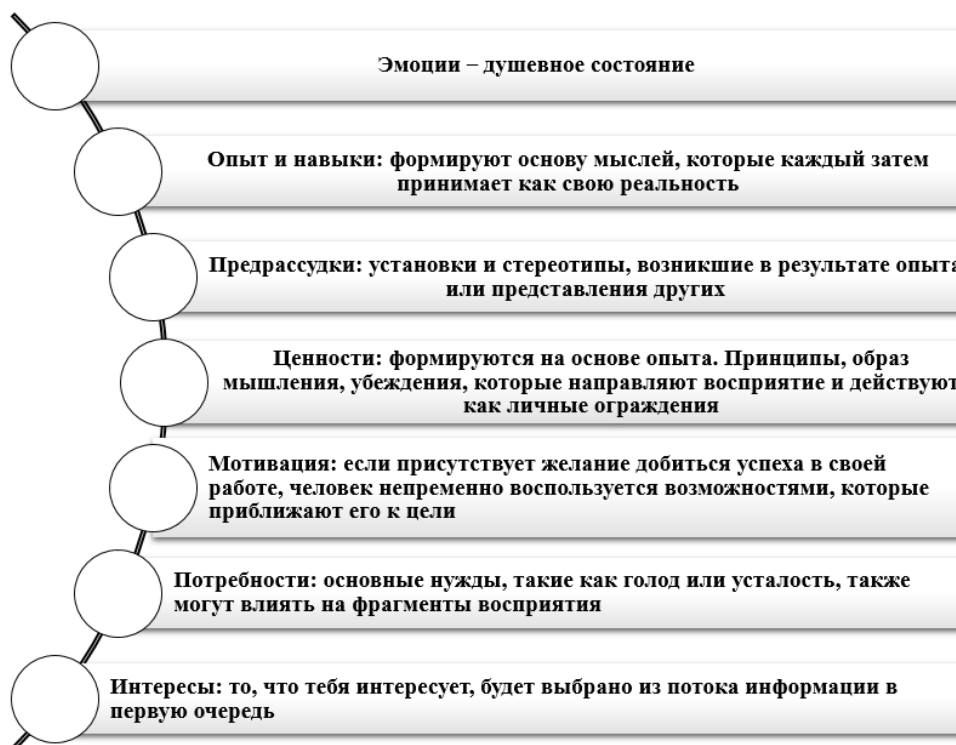 Эмоции – душевное состояние
Опыт и навыки: формируют основу мыслей, которые каждый затем
принимает как свою реальность
Предрассудки: установки и стереотипы, возникшие в результате опыта
или представления других
Ценности: формируются на основе опыта. Принципы, образ
мышления, убеждения, которые направляют восприятие и действуют
как личные ограждения
Мотивация: если присутствует желание добиться успеха в своей
работе, человек непременно воспользуется возможностями, которые
приближают его к цели
Потребности: основные нужды, такие как голод или усталость, также
могут влиять на фрагменты восприятия
Интересы: то, что тебя интересует, будет выбрано из потока информации в
первую очередь